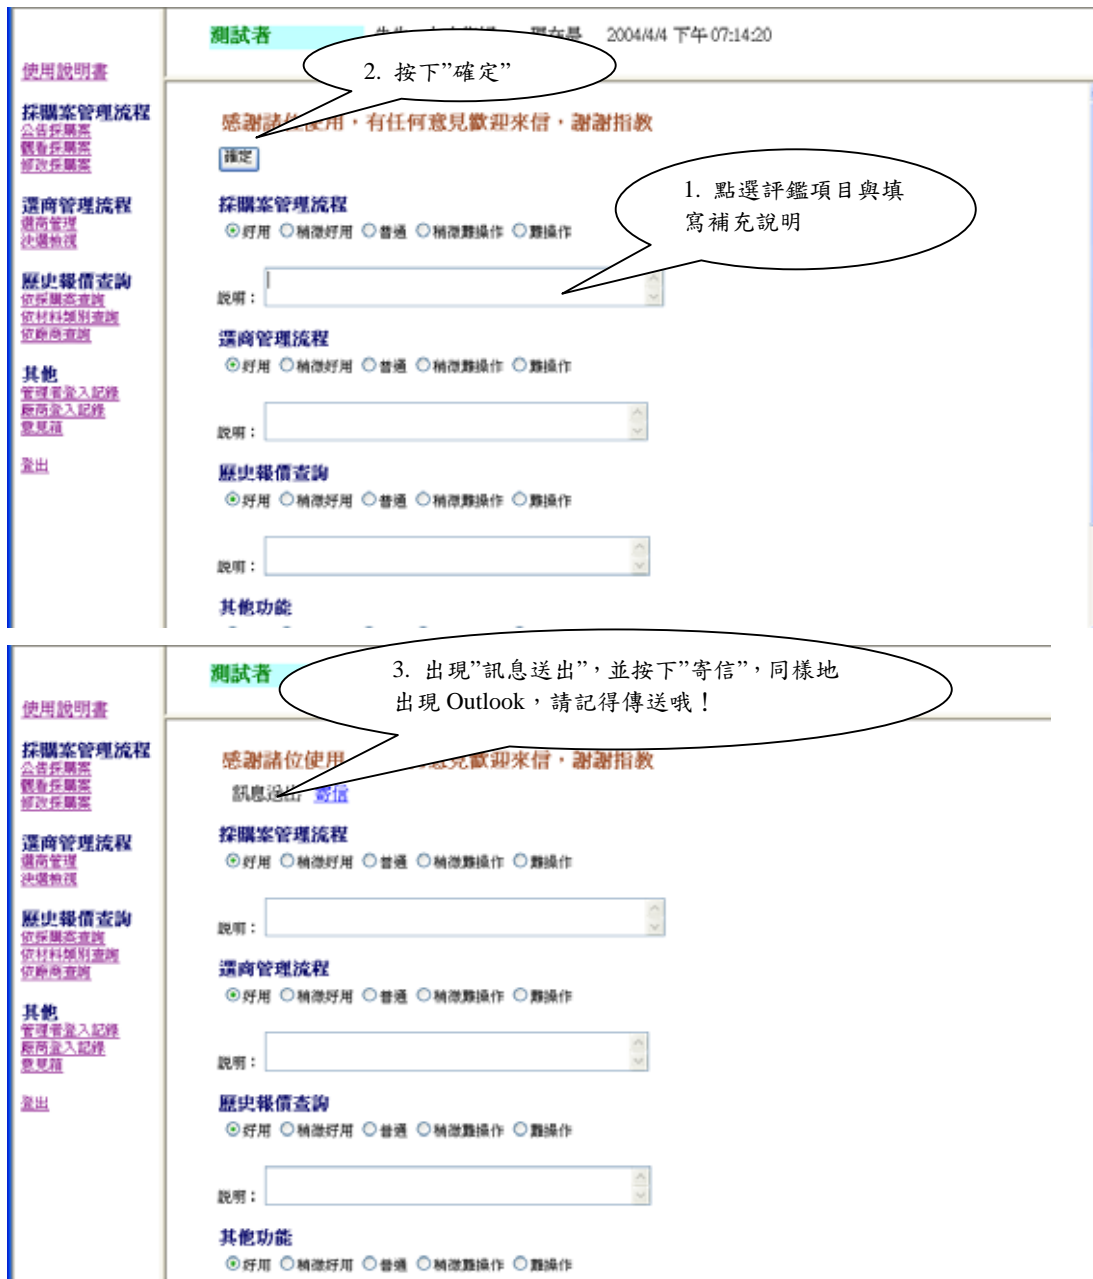 測試者
2004/4/4 下午 07:14:20
2. 按下"確定"
使用說明書
採購案管理流程
公告採購案
觀看採購案
修改採購案
選商管理流程
選商管理
決選檢視
歷史報價查詢
依採購案查詢
依材料類別查詢
依廠商查詢
其他
管理者登入記錄
廠商登入記錄
意見箱
登出
感謝諸位使用，有任何意見歡迎來信，謝謝指教
確定
1. 點選評鑑項目與填
寫補充說明
採購案管理流程
好用 稍微好用 普通 稍微難操作 難操作
說明：
選商管理流程
好用 稍微好用 普通 稍微難操作 難操作
說明：
歷史報價查詢
好用 稍微好用 普通 稍微難操作 難操作
說明：
其他功能
測試者
3. 出現"訊息送出"，並按下"寄信"，同樣地
出現 Outlook，請記得傳送哦！
使用說明書
採購案管理流程
公告採購案
觀看採購案
修改採購案
選商管理流程
選商管理
決選檢視
歷史報價查詢
依採購案查詢
依材料類別查詢
依廠商查詢
其他
管理者登入記錄
廠商登入記錄
意見箱
登出
感謝諸位使用 意見歡迎來信，謝謝指教
訊息送出 寄信
採購案管理流程
好用 稍微好用 普通 稍微難操作 難操作
說明：
選商管理流程
好用 稍微好用 普通 稍微難操作 難操作
說明：
歷史報價查詢
好用 稍微好用 普通 稍微難操作 難操作
說明：
其他功能
好用 稍微好用 普通 稍微難操作 難操作